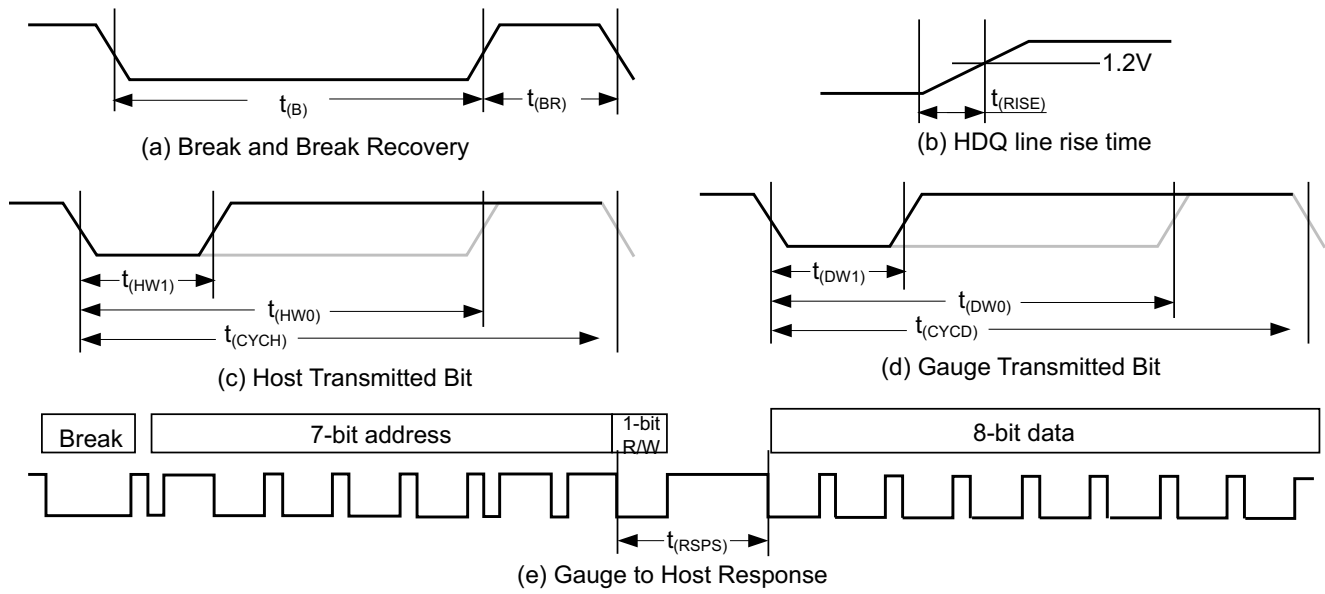 t(B)
t(BR)
(a) Break and Break Recovery
1.2V
t(RISE)
(b) HDQ line rise time
t(HW1)
t(HW0)
t(CYCH)
(c) Host Transmitted Bit
t(DW1)
t(DW0)
t(CYCD)
(d) Gauge Transmitted Bit
Break
7-bit address
1-bit
R/W
8-bit data
t(RSPS)
(e) Gauge to Host Response